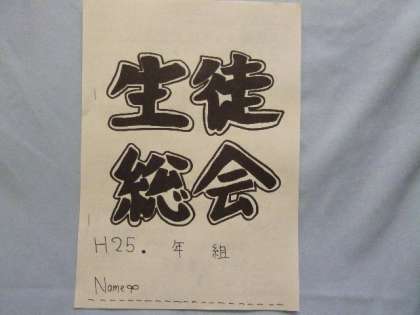 生徒
総会
H25. 年 組
Name